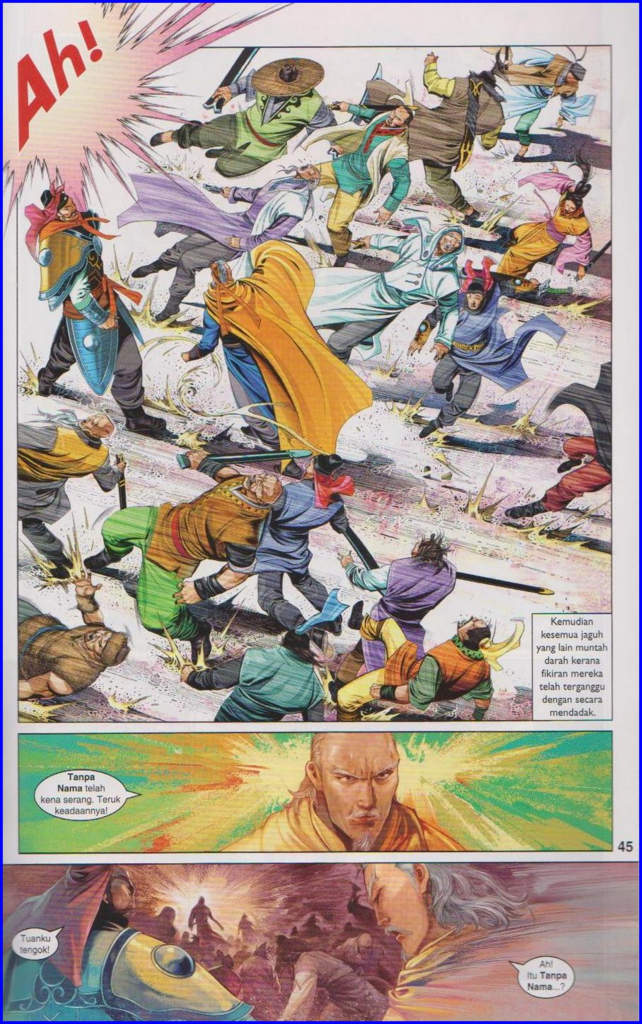 Ah!
Kemudian
kesemua jaguh
yang lain muntah
darah kerana
fikiran mereka
telah terganggu
dengan secara
mendadak.
Tanpa
Nama telah
kena serang. Teruk
keadaannya!
45
Tuanku
tengok!
Ah!
Itu Tanpa
Nama...?